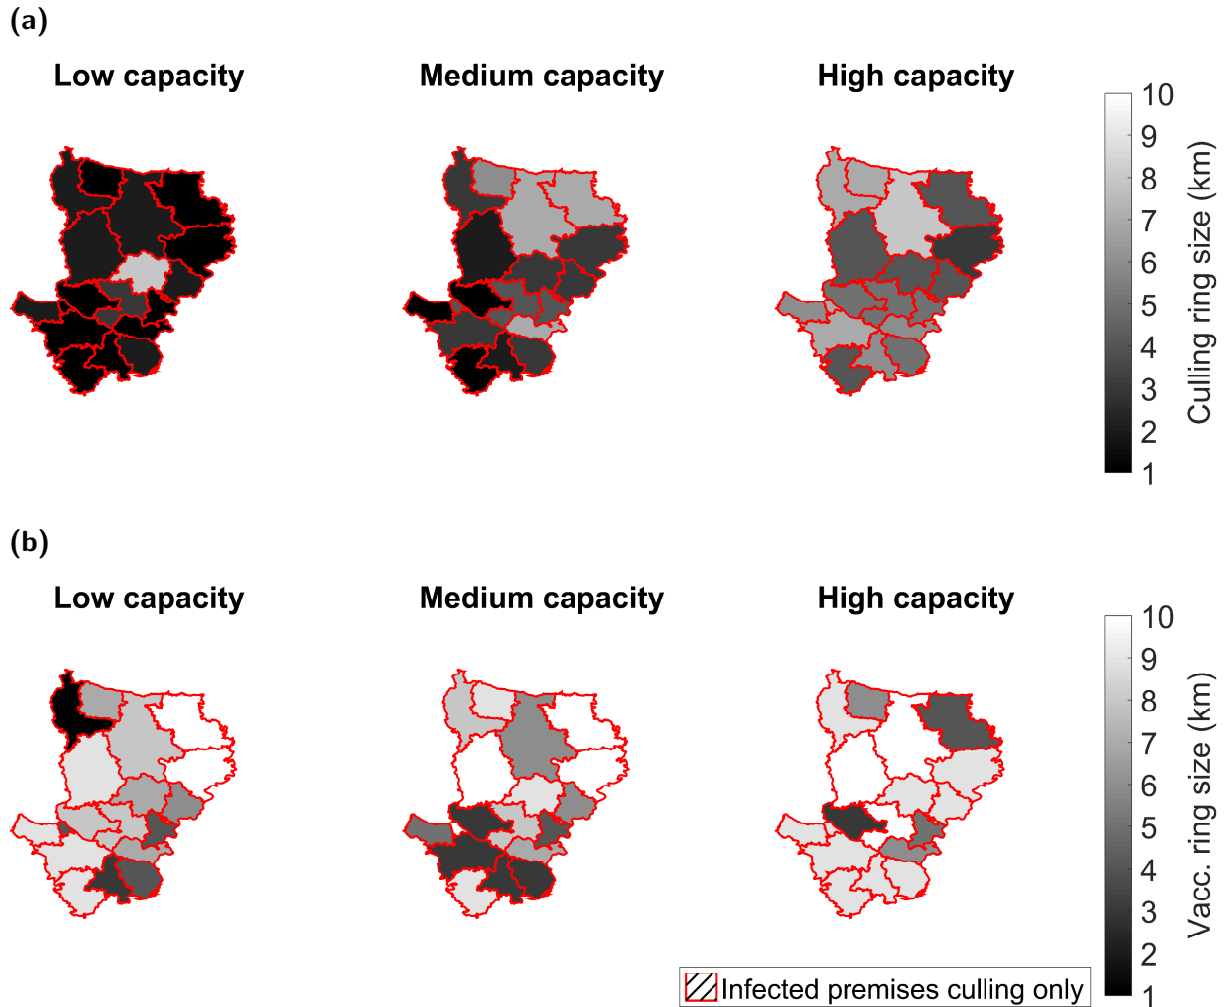 (a)
Low capacity
Medium capacity
High capacity
10
9
8
7
6
5
4
3
2
1
Culling ring size (km)
(b)
Low capacity
Medium capacity
High capacity
10
9
8
7
6
5
4
3
2
1
Vacc. ring size (km)
Infected premises culling only